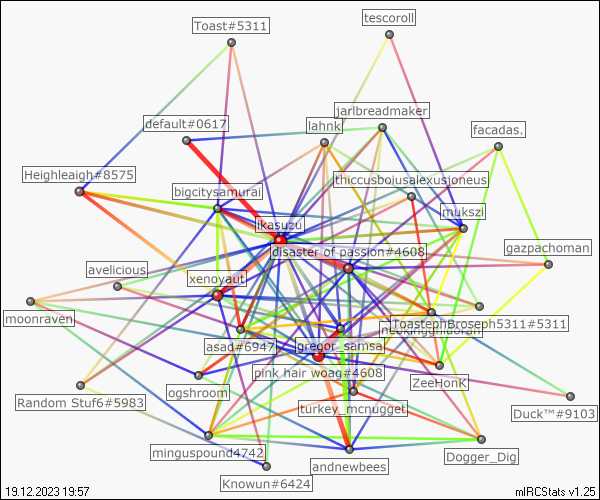 tescoroll
Toast#5311
jarlbreadmaker
default#0617
lahnk
facadas.
Heighleaigh#8575
thiccusbojusalexusjoneus
bigcitysamurai
mukszi
ikasuzu
disaster of passion#4608
gazpachoman
avelicious.
xenoyaut
moonraven.
ToastephBroseph5311#5311
asad#6947
gregor_samsa
pink hair woag#4608
ZeeHonK
ogshroom
Random Stuf6#5983
turkey_mcnugget
Duck™#9103
minguspound4742
Dogger_Dig
andnewbees
Knowun#6424
19.12.2023 19:57
mIRCStats v1.25